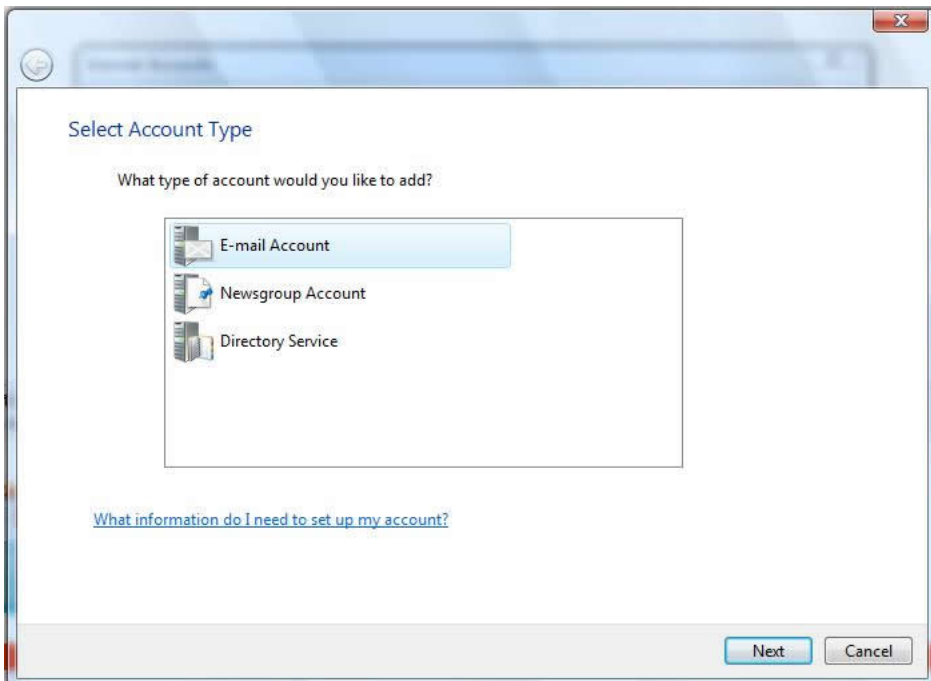 Select Account Type
What type of account would you like to add?
E-mail Account
Newsgroup Account
Directory Service
What information do I need to set up my account?
Next
Cancel